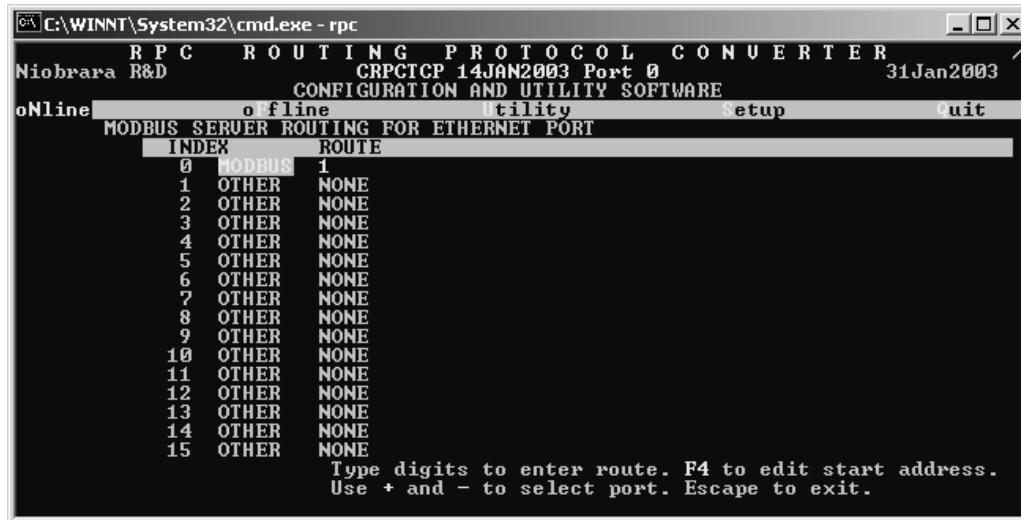 C:\WINNT\System32\cmd.exe - rpc
R P C R O U T I N G P R O T O C O L C O N V E R T E R
Niobrara R&D CRPCTCP 14JAN2003 Port 0 31Jan2003
CONFIGURATION AND UTILITY SOFTWARE
oNline oFfline Utility Setup Quit
MODBUS SERVER ROUTING FOR ETHERNET PORT
INDEX ROUTE
0 MODBUS 1
1 OTHER NONE
2 OTHER NONE
3 OTHER NONE
4 OTHER NONE
5 OTHER NONE
6 OTHER NONE
7 OTHER NONE
8 OTHER NONE
9 OTHER NONE
10 OTHER NONE
11 OTHER NONE
12 OTHER NONE
13 OTHER NONE
14 OTHER NONE
15 OTHER NONE
Type digits to enter route. F4 to edit start address.
Use + and - to select port. Escape to exit.